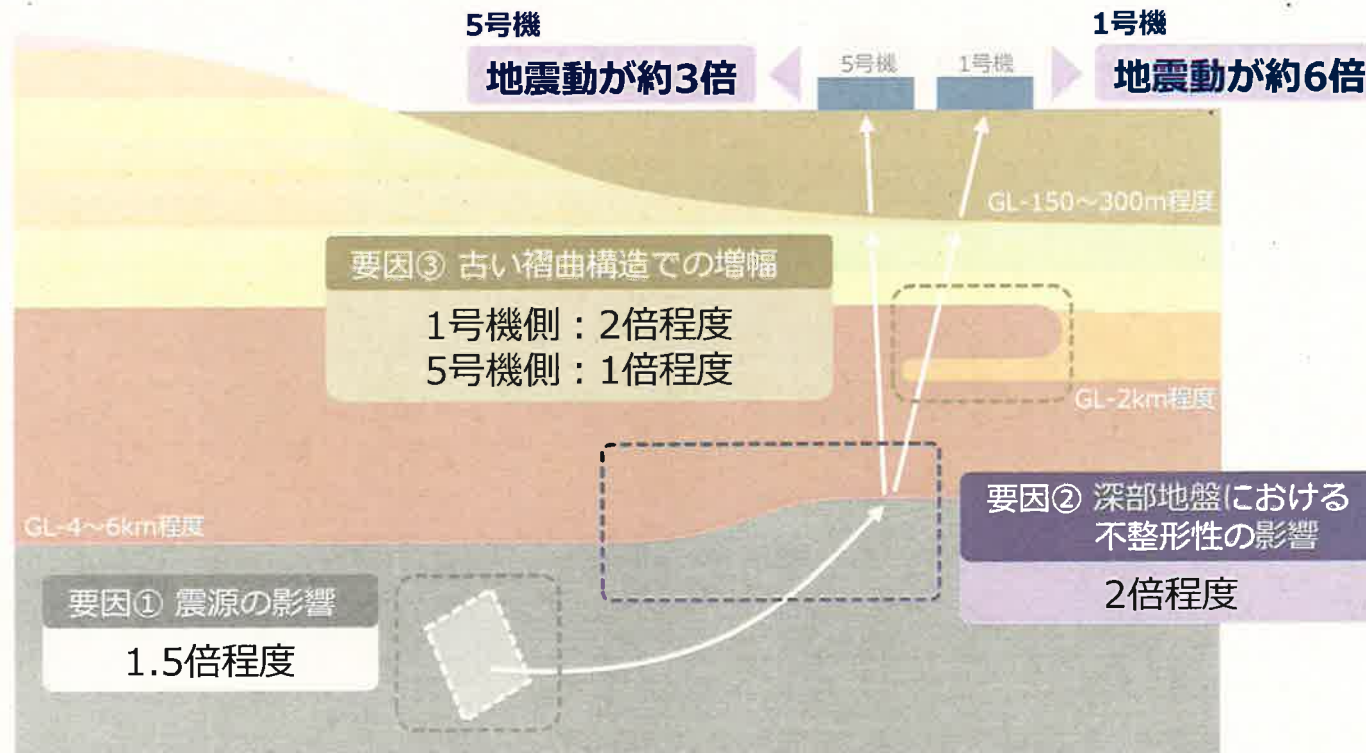 5号機
地震動が約3倍
5号機
1号機
1号機
地震動が約6倍
GL-150～300m程度
要因③ 古い褶曲構造での増幅
1号機側：2倍程度
5号機側：1倍程度
GL-2km程度
要因② 深部地盤における
不整形性の影響
2倍程度
GL-4～6km程度
要因① 震源の影響
1.5倍程度